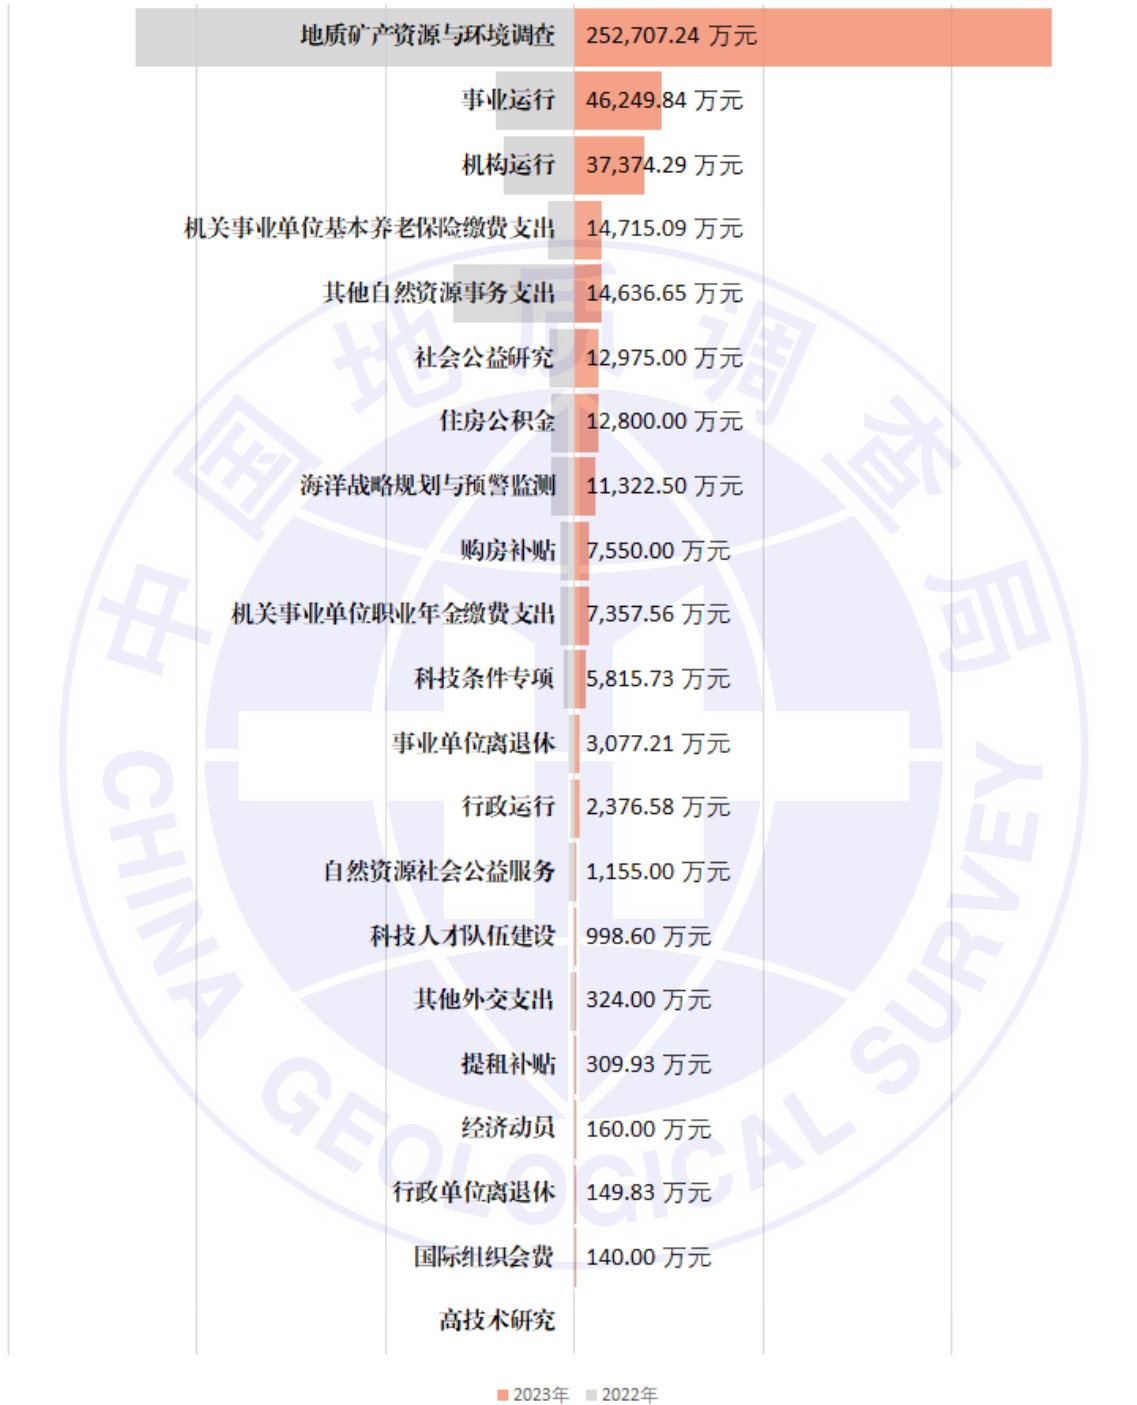 地质矿产资源与环境调查 252,707.24 万元
事业运行 46,249.84 万元
机构运行 37,374.29 万元
机关事业单位基本养老保险缴费支出 14,715.09 万元
其他自然资源事务支出 14,636.65 万元
社会公益研究 12,975.00 万元
住房公积金 12,800.00 万元
海洋战略规划与预警监测 11,322.50 万元
购房补贴 7,550.00 万元
机关事业单位职业年金缴费支出 7,357.56 万元
科技条件专项 5,815.73 万元
事业单位离退休 3,077.21 万元
行政运行 2,376.58 万元
自然资源社会公益服务 1,155.00 万元
科技人才队伍建设 998.60 万元
其他外交支出 324.00 万元
提租补贴 309.93 万元
经济动员 160.00 万元
行政单位离退休 149.83 万元
国际组织会费 140.00 万元
高技术研究
2023年 2022年
中国地质调查局
CHINA GEOLOGICAL SURVEY